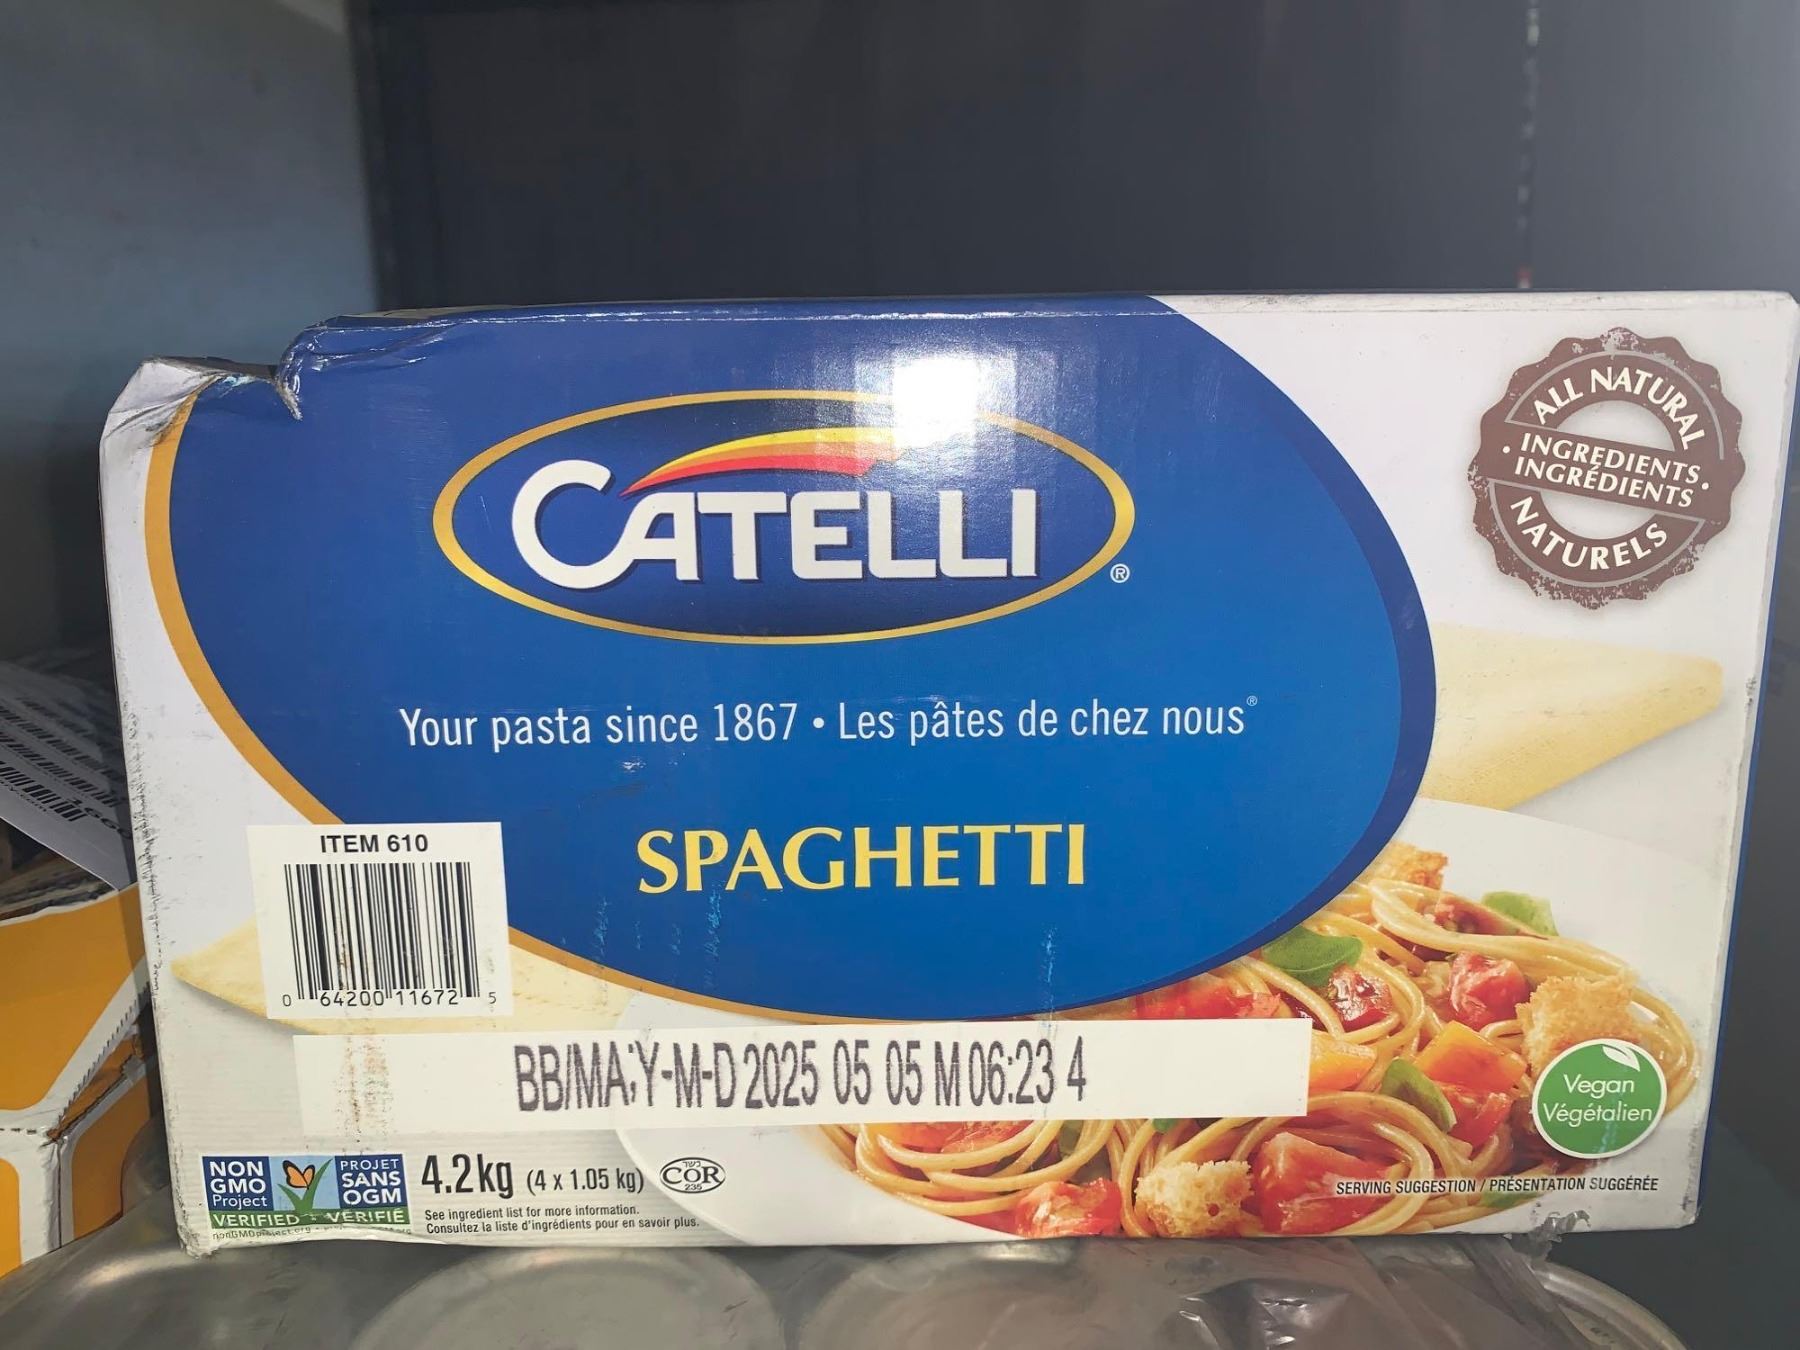 CATELLI
®
Your pasta since 1867 • Les pâtes de chez nous®
SPAGHETTI
ALL NATURAL
• INGREDIENTS •
INGRÉDIENTS
NATURELS
ITEM 610
0 64200 11672 5
BB/MA:Y-M-D 2025 05 05 M 06:23 4
NON
GMO
Project
VERIFIED
PROJET
SANS
OGM
VÉRIFIÉ
4.2 kg (4 x 1.05 kg)
COR
235
See ingredient list for more information.
Consultez la liste d'ingrédients pour en savoir plus.
Vegan
Végétalien
SERVING SUGGESTION / PRÉSENTATION SUGGÉRÉE